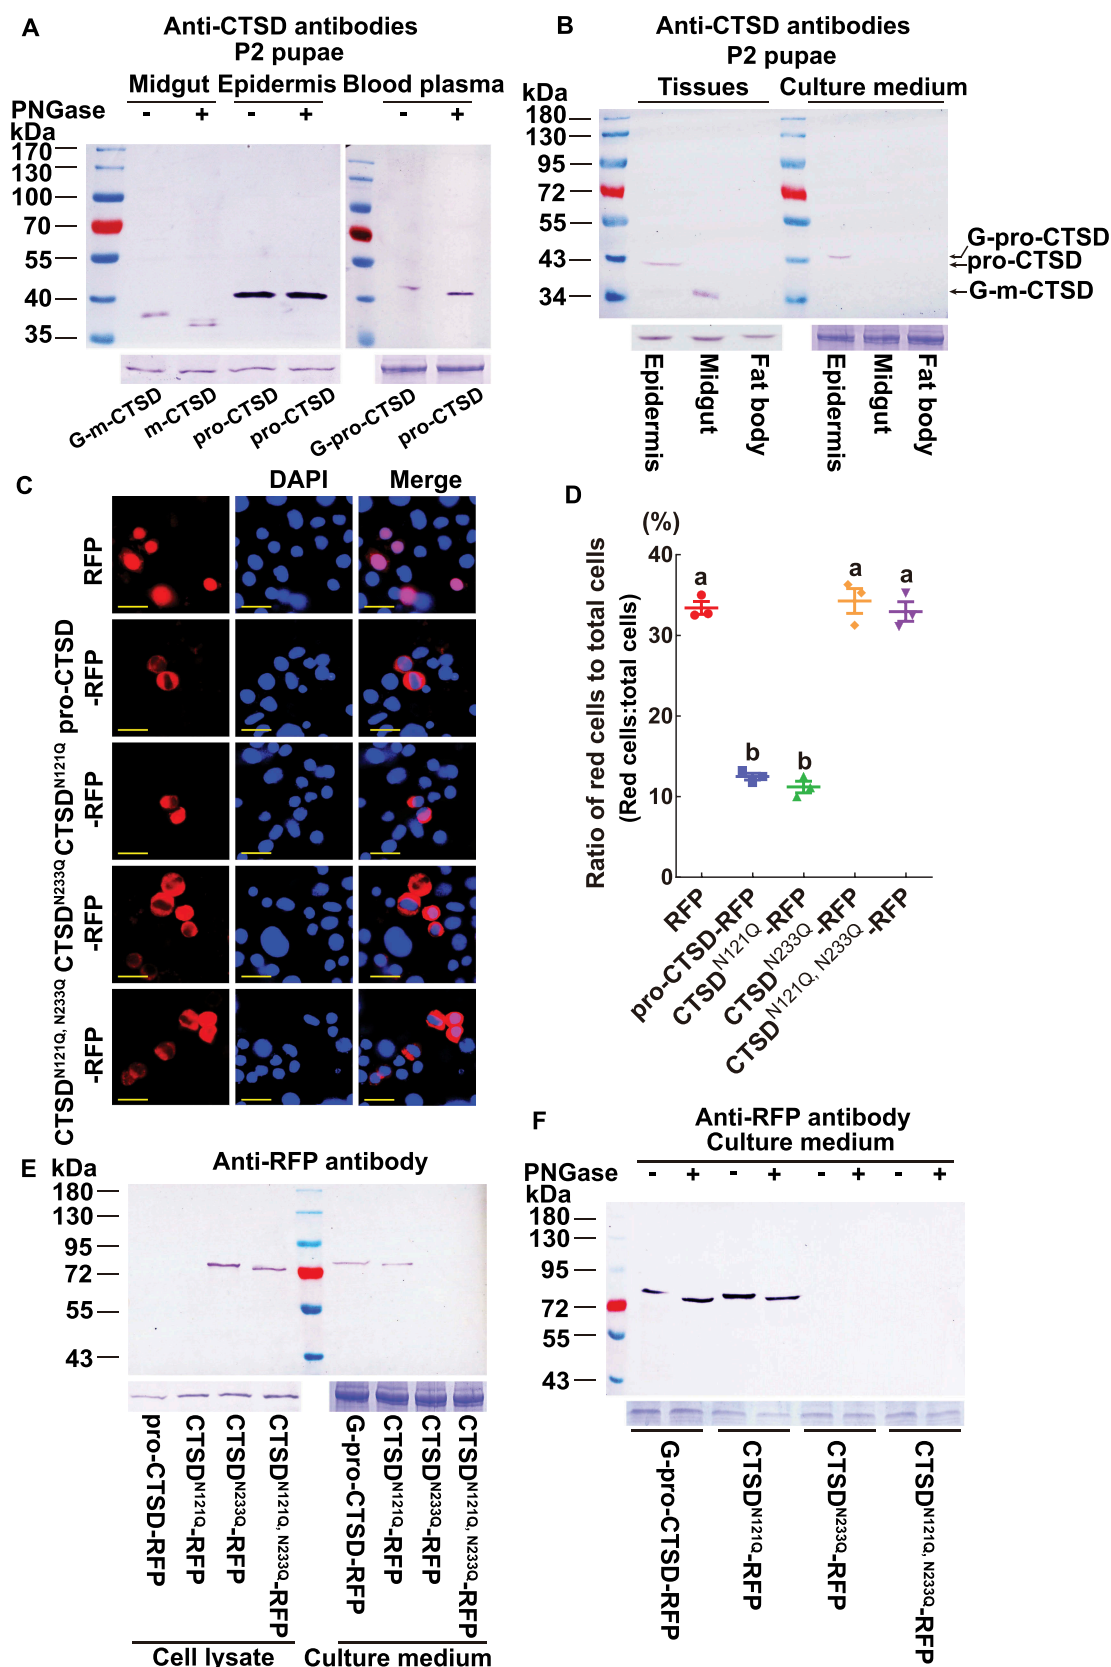 A
Anti-CTSD antibodies
P2 pupae
Midgut Epidermis Blood plasma
PNGase - + - + - +
kDa
170
130
100
70
55
40
35
G-m-CTSD
m-CTSD
pro-CTSD
pro-CTSD
G-pro-CTSD
pro-CTSD
B
Anti-CTSD antibodies
P2 pupae
kDa Tissues Culture medium
180
130
95
72
55
43
34
G-pro-CTSD
pro-CTSD
G-m-CTSD
Epidermis
Midgut
Fat body
Epidermis
Midgut
Fat body
C
DAPI Merge
RFP
pro-CTSD
-RFP
CTSDN121Q
-RFP
CTSDN233Q
-RFP
CTSDN121Q, N233Q
-RFP
D
(%)
Ratio of red cells to total cells
(Red cells:total cells)
40
30
20
10
0
a
b
b
a
a
RFP
pro-CTSD-RFP
CTSDN121Q-RFP
CTSDN233Q-RFP
CTSDN121Q, N233Q-RFP
E
kDa
Anti-RFP antibody
180
130
95
72
55
43
pro-CTSD-RFP
CTSDN121Q-RFP
CTSDN233Q-RFP
CTSDN121Q, N233Q-RFP
G-pro-CTSD-RFP
CTSDN121Q-RFP
CTSDN233Q-RFP
CTSDN121Q, N233Q-RFP
Cell lysate Culture medium
F
Anti-RFP antibody
Culture medium
PNGase - + - + - + - +
kDa
180
130
95
72
55
43
G-pro-CTSD-RFP
CTSDN121Q-RFP
CTSDN233Q-RFP
CTSDN121Q, N233Q-RFP